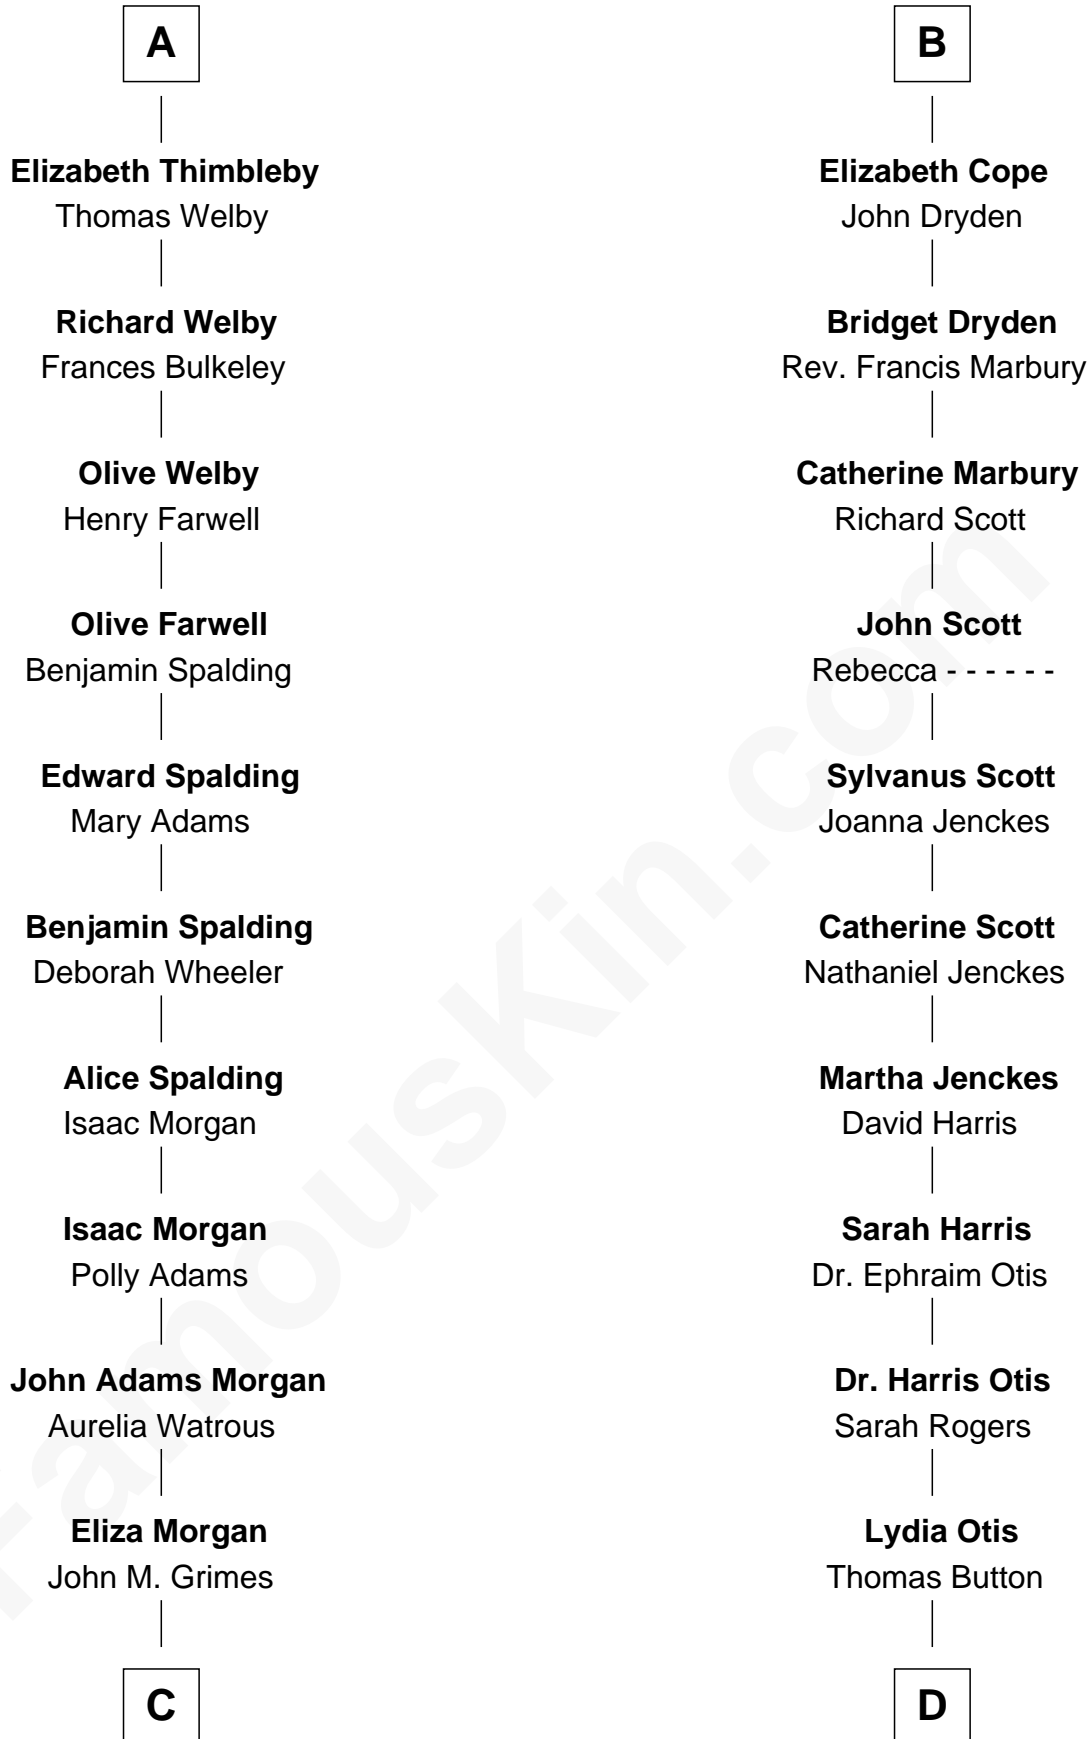 A
Elizabeth Thimbleby
Thomas Welby
Richard Welby
Frances Bulkeley
Olive Welby
Henry Farwell
Olive Farwell
Benjamin Spalding
Edward Spalding
Mary Adams
Benjamin Spalding
Deborah Wheeler
Alice Spalding
Isaac Morgan
Isaac Morgan
Polly Adams
John Adams Morgan
Aurelia Watrous
Eliza Morgan
John M. Grimes
C
B
Elizabeth Cope
John Dryden
Bridget Dryden
Rev. Francis Marbury
Catherine Marbury
Richard Scott
John Scott
Rebecca - - - - - -
Sylvanus Scott
Joanna Jenckes
Catherine Scott
Nathaniel Jenckes
Martha Jenckes
David Harris
Sarah Harris
Dr. Ephraim Otis
Dr. Harris Otis
Sarah Rogers
Lydia Otis
Thomas Button
D
FamousKin.com